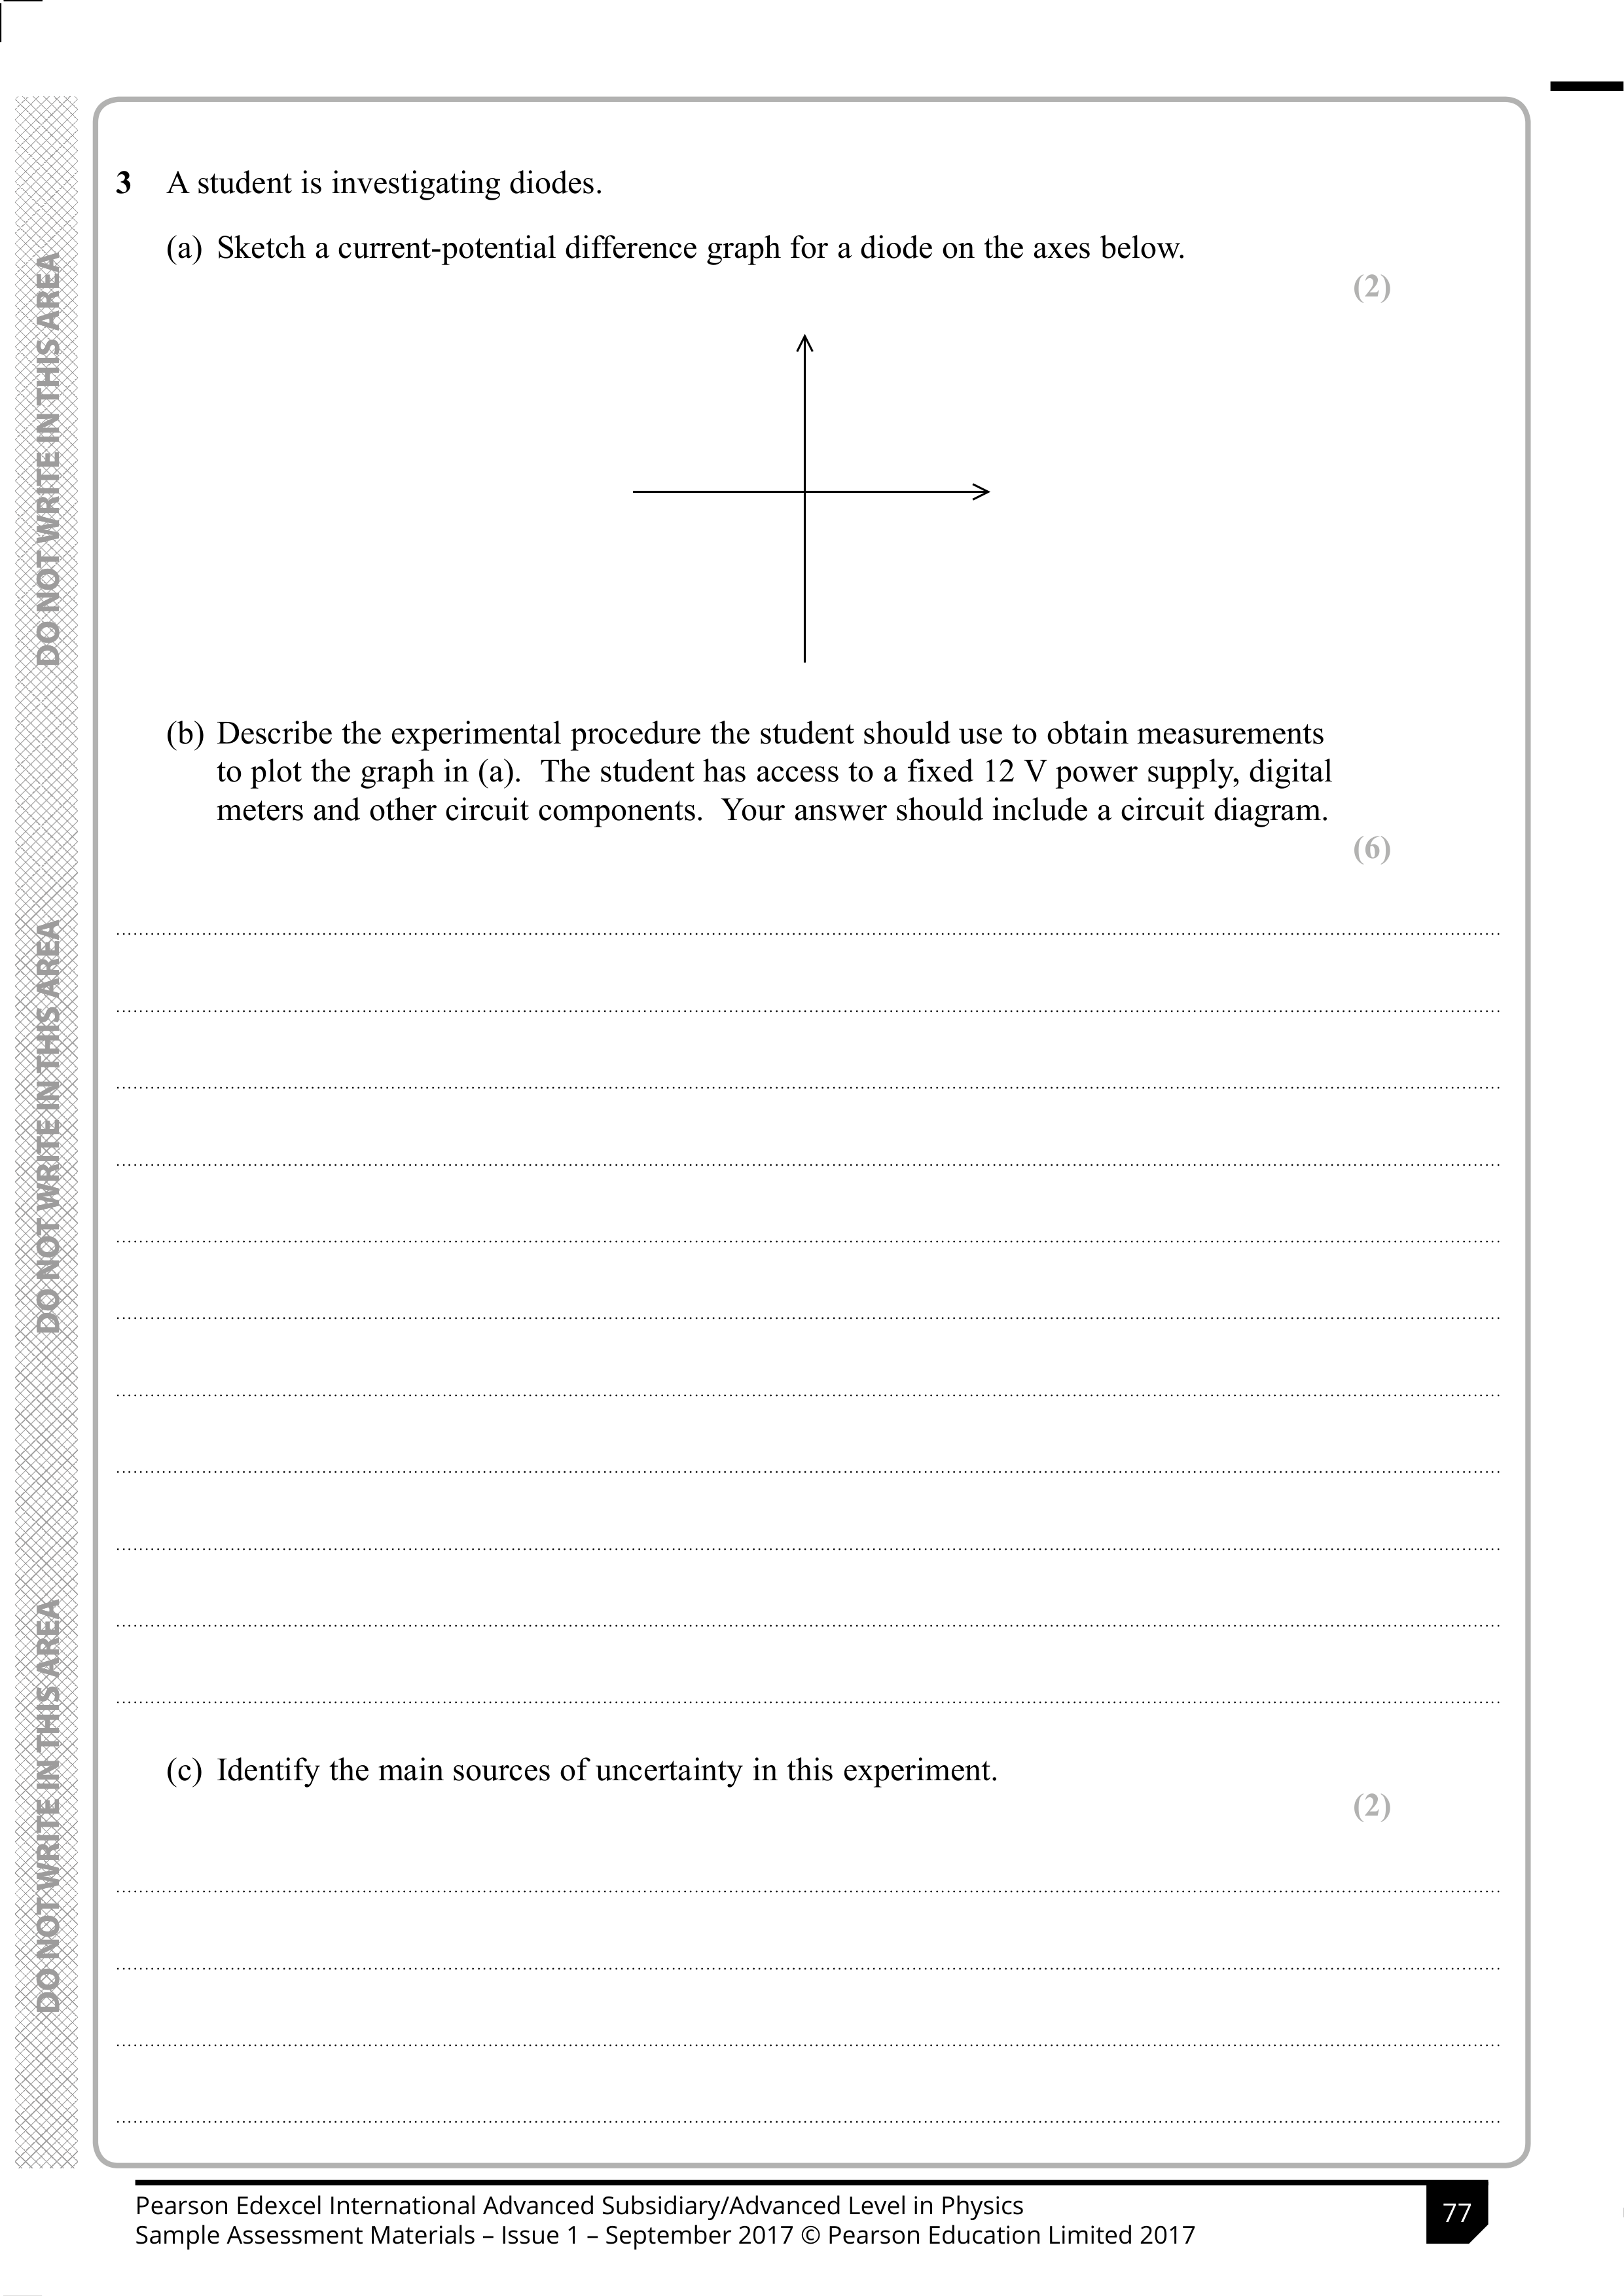 3 A student is investigating diodes.
(a) Sketch a current-potential difference graph for a diode on the axes below.
(2)
(b) Describe the experimental procedure the student should use to obtain measurements
to plot the graph in (a). The student has access to a fixed 12 V power supply, digital
meters and other circuit components. Your answer should include a circuit diagram.
(6)
(c) Identify the main sources of uncertainty in this experiment.
(2)
DO NOT WRITE IN THIS AREA
DO NOT WRITE IN THIS AREA
DO NOT WRITE IN THIS AREA
Pearson Edexcel International Advanced Subsidiary/Advanced Level in Physics
Sample Assessment Materials – Issue 1 – September 2017 © Pearson Education Limited 2017
77